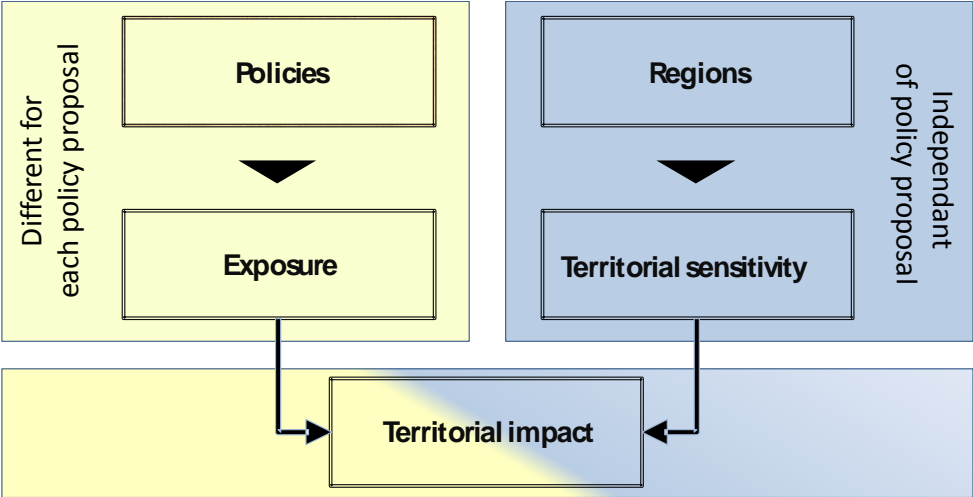 Different for
each policy proposal
Policies
Exposure
Regions
Territorial sensitivity
Independant
of policy proposal
Territorial impact